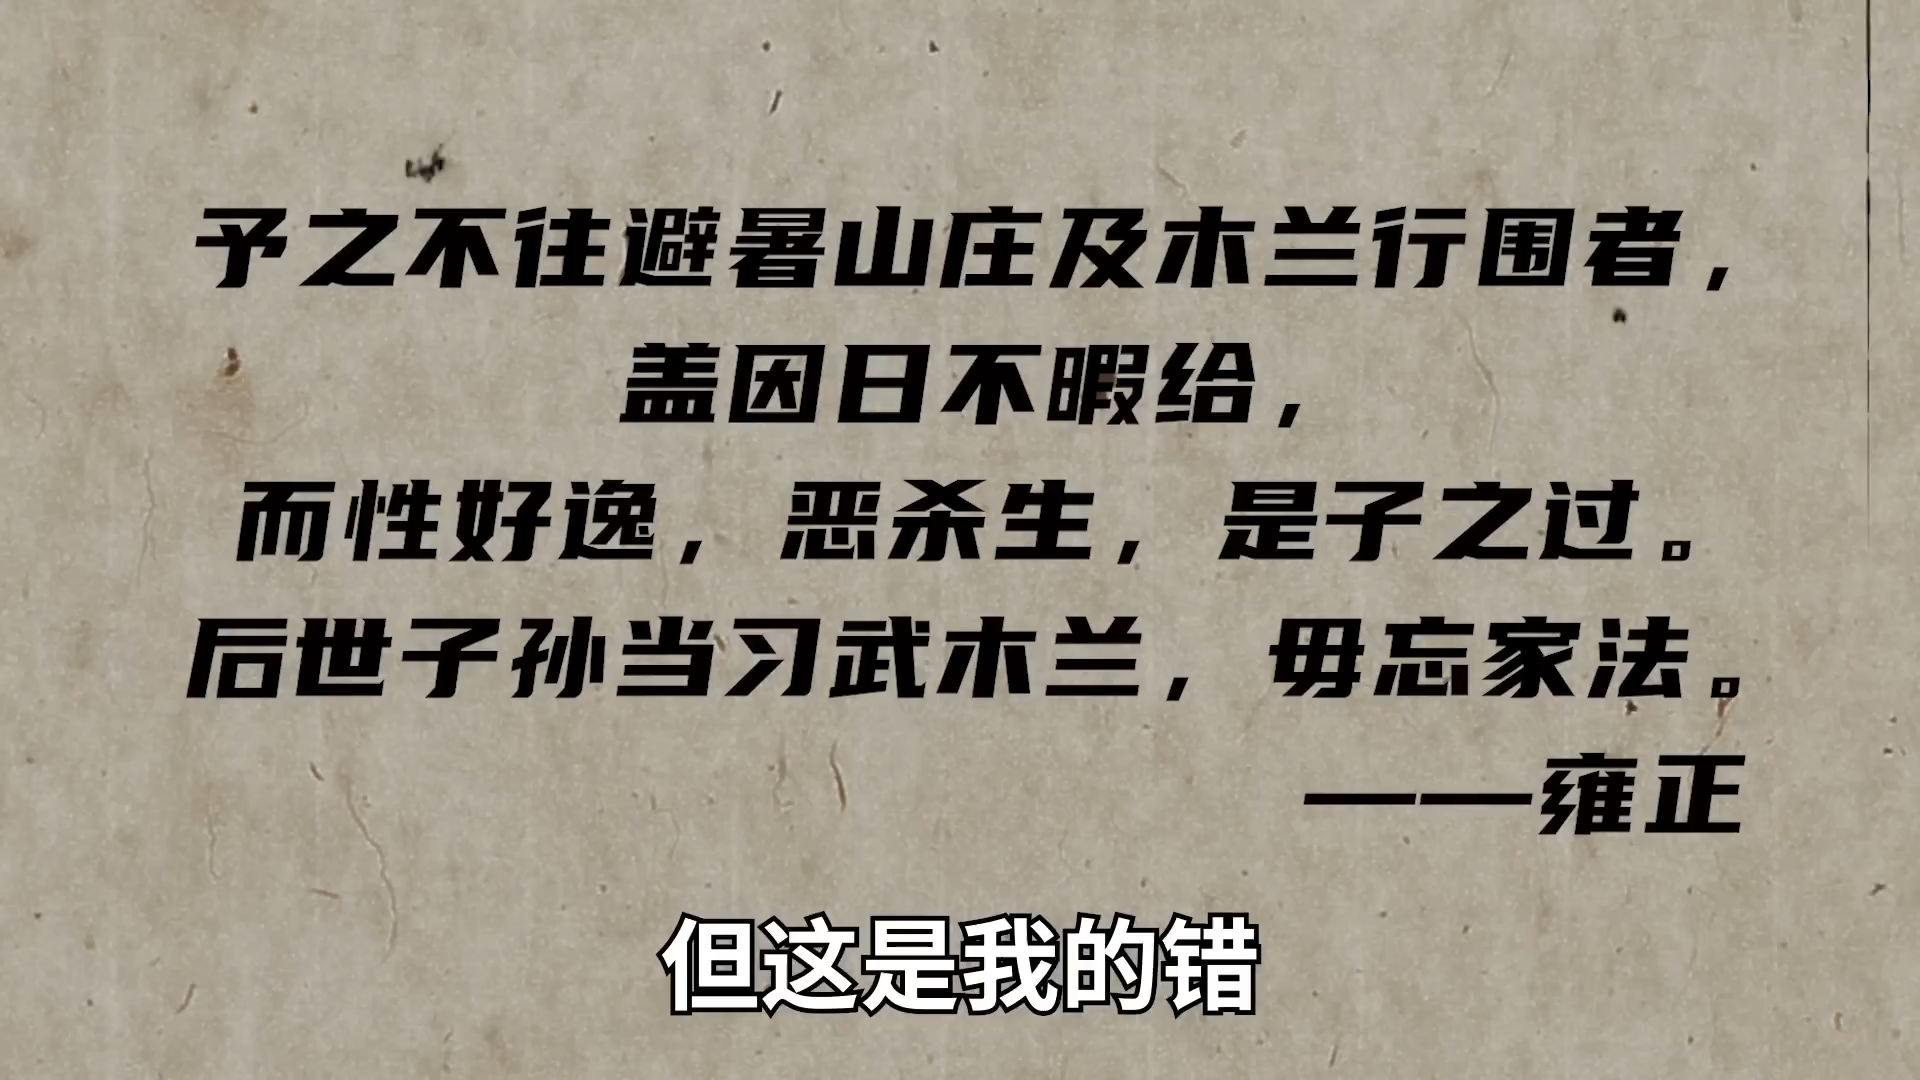 予之不往避暑山庄及木兰行围者，
盖因日不暇给，
而性好逸，恶杀生，是子之过。
后世子孙当习武木兰，毋忘家法。
——雍正
但这是我的错